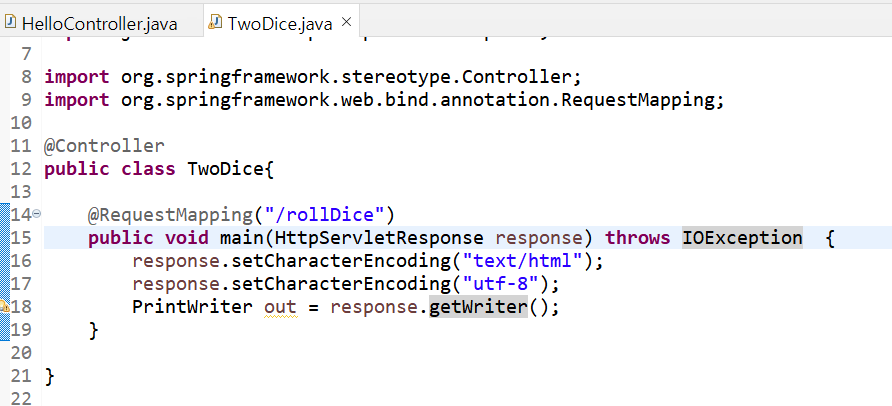 HelloController.java TwoDice.java
7
8 import org.springframework.stereotype.Controller;
9 import org.springframework.web.bind.annotation.RequestMapping;
10
11 @Controller
12 public class TwoDice{
13
14 @RequestMapping("/rollDice")
15 public void main(HttpServletResponse response) throws IOException {
16 response.setCharacterEncoding("text/html");
17 response.setCharacterEncoding("utf-8");
18 PrintWriter out = response.getWriter();
19 }
20
21 }
22